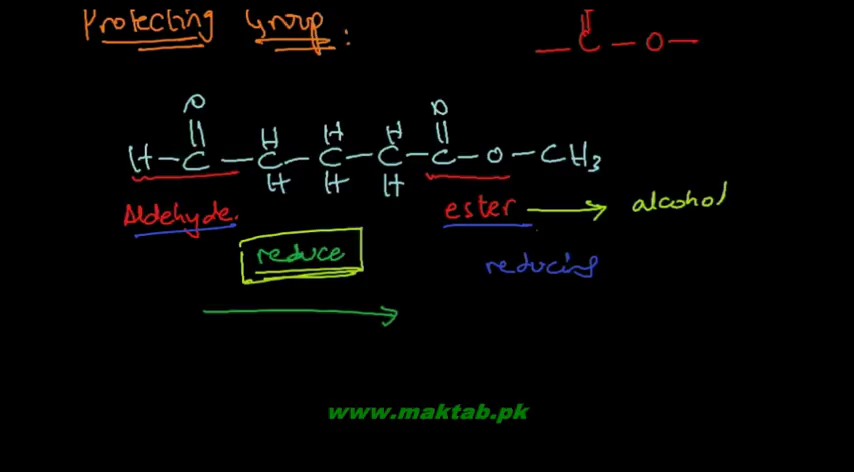 Protecting Group :
— C — O —
O O
H H H
H — C — C — C — C — C — O — CH3
H H H
Aldehyde. ester → alcohol
reduce reducing
www.maktab.pk